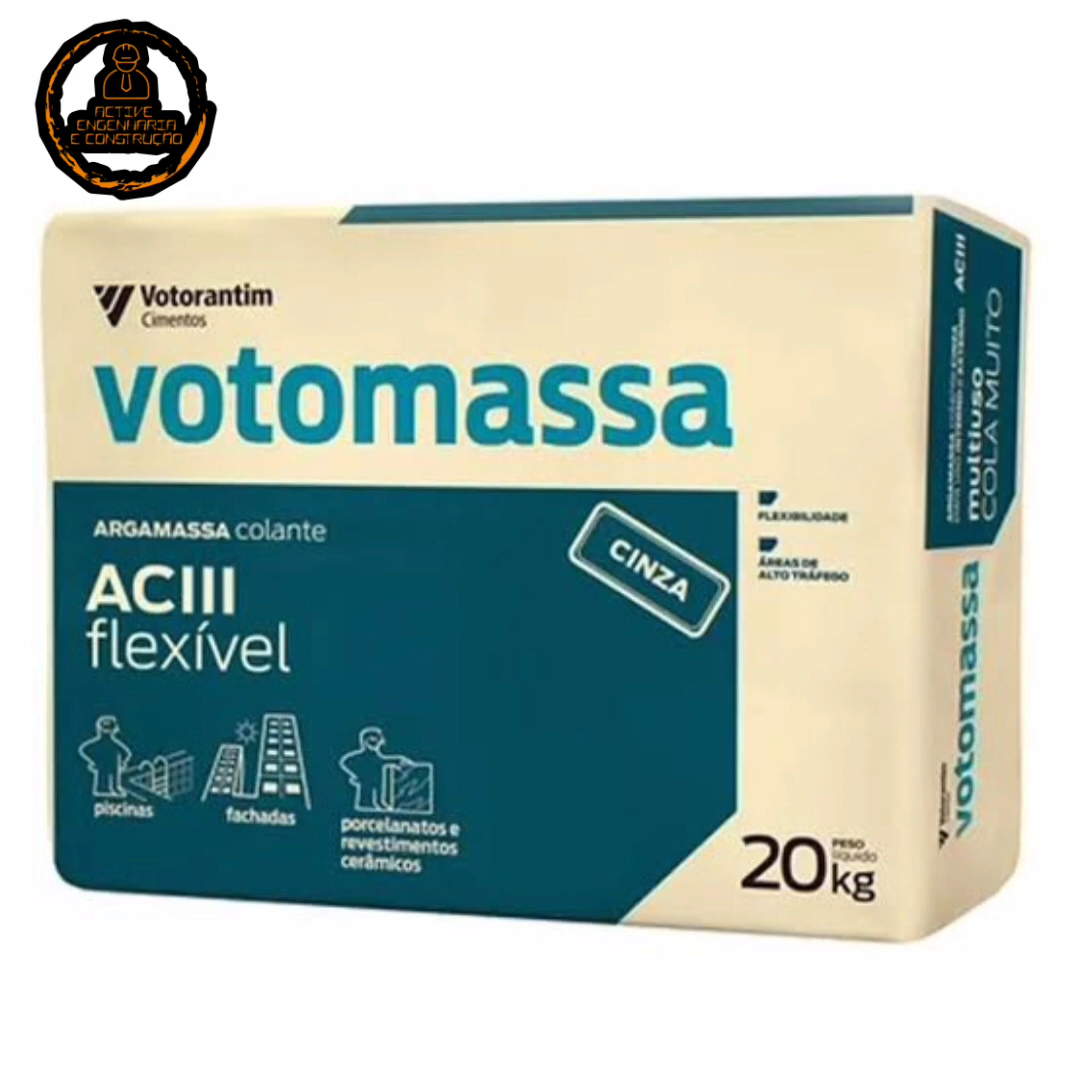 ACTIVE
ENGENHARIA
E CONSTRUÇÃO
Votorantim
Cimentos
votomassa
ARGAMASSA colante
ACIII
flexível
CINZA
FLEXIBILIDADE
ÁREAS DE
ALTO TRÁFEGO
piscinas
fachadas
porcelanatos e
revestimentos
cerâmicos
20kg
PESO
líquido
ACIII
multiuso
COLA MUITO
votomassa
Votorantim